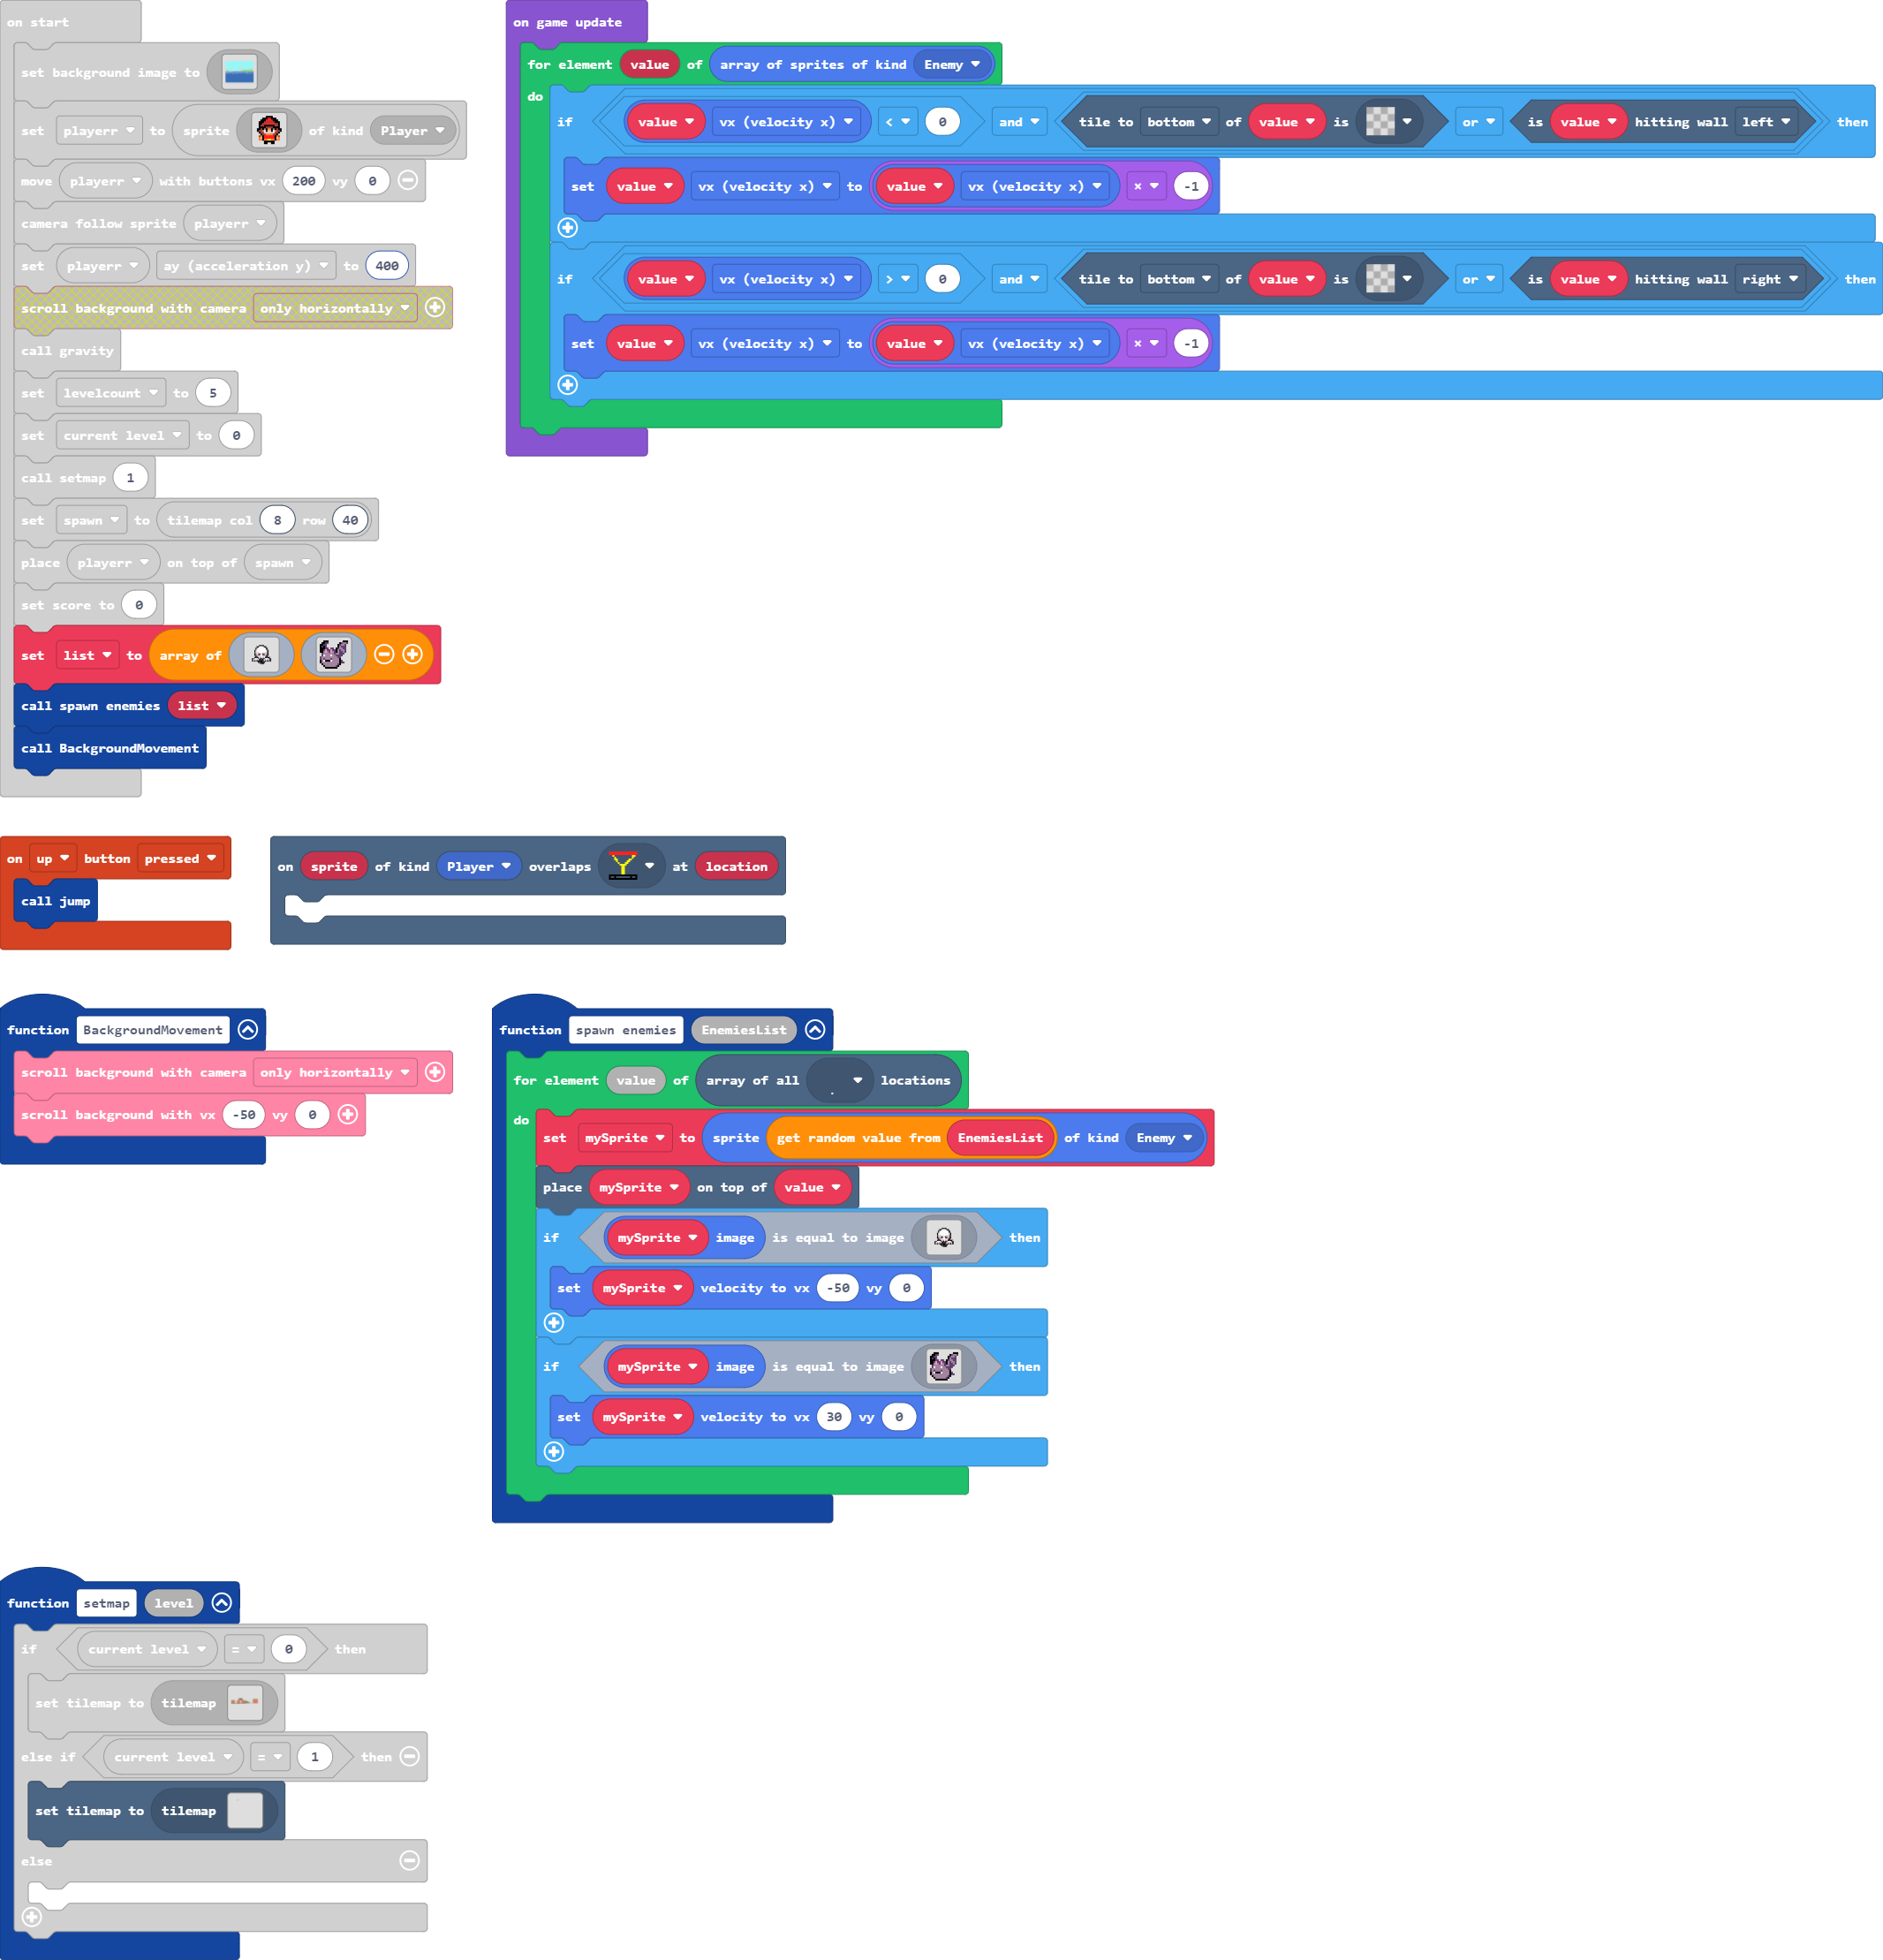 on start
set background image to
set playerr to sprite of kind Player
move playerr with buttons vx 200 vy 0
camera follow sprite playerr
set playerr ay (acceleration y) to 400
scroll background with camera only horizontally
call gravity
set levelcount to 5
set current level to 0
call setmap 1
set spawn to tilemap col 8 row 40
place playerr on top of spawn
set score to 0
set list to array of
call spawn enemies list
call BackgroundMovement
on game update
for element value of array of sprites of kind Enemy
do
if value vx (velocity x) < 0 and tile to bottom of value is or is value hitting wall left then
set value vx (velocity x) to value vx (velocity x) × -1
if value vx (velocity x) > 0 and tile to bottom of value is or is value hitting wall right then
set value vx (velocity x) to value vx (velocity x) × -1
on up button pressed
call jump
on sprite of kind Player overlaps at location
function BackgroundMovement
scroll background with camera only horizontally
scroll background with vx -50 vy 0
function spawn enemies EnemiesList
for element value of array of all locations
do
set mySprite to sprite get random value from EnemiesList of kind Enemy
place mySprite on top of value
if mySprite image is equal to image then
set mySprite velocity to vx -50 vy 0
if mySprite image is equal to image then
set mySprite velocity to vx 30 vy 0
function setmap level
if current level = 0 then
set tilemap to tilemap
else if current level = 1 then
set tilemap to tilemap
else